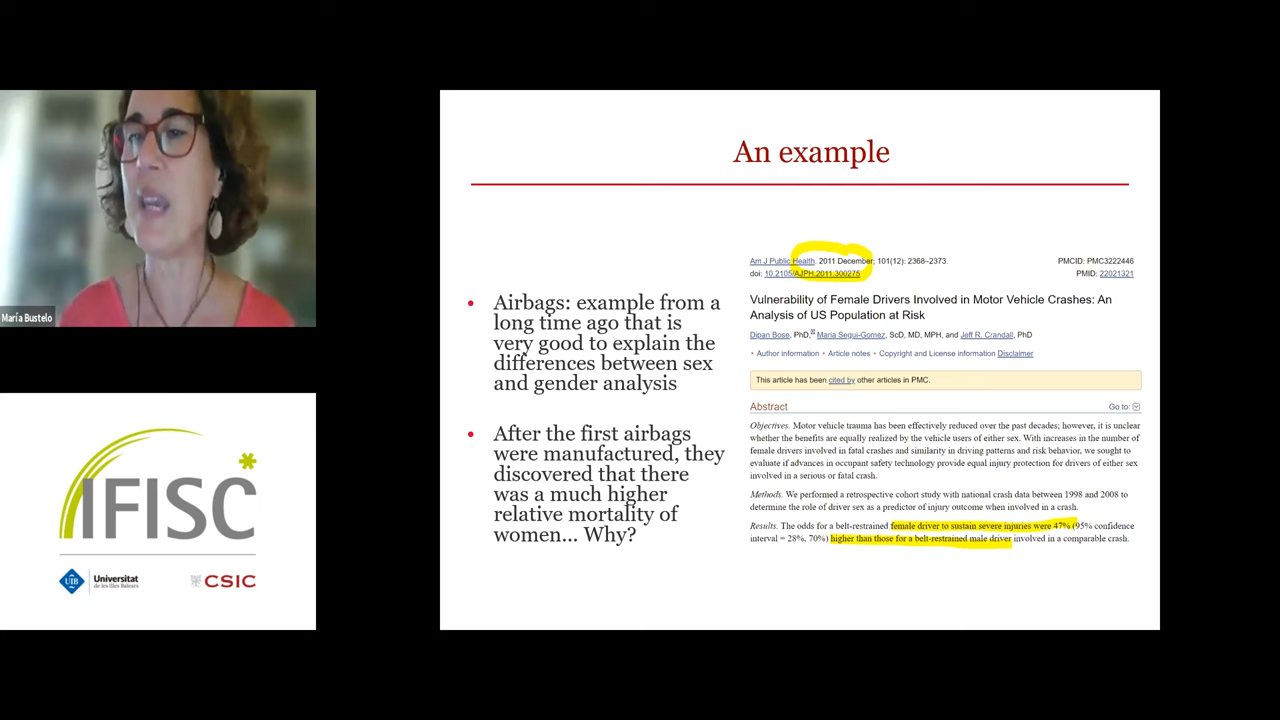 María Bustelo
IFISC
UIB
Universitat
de les Illes Balears
CSIC
An example
• Airbags: example from a
long time ago that is
very good to explain the
differences between sex
and gender analysis
• After the first airbags
were manufactured, they
discovered that there
was a much higher
relative mortality of
women... Why?
Am J Public Health. 2011 December; 101(12): 2368–2373.
PMCID: PMC3222446
doi: 10.2105/AJPH.2011.300275
PMID: 22021321
Vulnerability of Female Drivers Involved in Motor Vehicle Crashes: An
Analysis of US Population at Risk
Dipan Bose, PhD, Maria Segui-Gomez, ScD, MD, MPH, and Jeff R. Crandall, PhD
• Author information • Article notes • Copyright and License information Disclaimer
This article has been cited by other articles in PMC.
Abstract
Go to:
Objectives. Motor vehicle trauma has been effectively reduced over the past decades; however, it is unclear
whether the benefits are equally realized by the vehicle users of either sex. With increases in the number of
female drivers involved in fatal crashes and similarity in driving patterns and risk behavior, we sought to
evaluate if advances in occupant safety technology provide equal injury protection for drivers of either sex
involved in a serious or fatal crash.
Methods. We performed a retrospective cohort study with national crash data between 1998 and 2008 to
determine the role of driver sex as a predictor of injury outcome when involved in a crash.
Results. The odds for a belt-restrained female driver to sustain severe injuries were 47% (95% confidence
interval = 28%, 70%) higher than those for a belt-restrained male driver involved in a comparable crash.